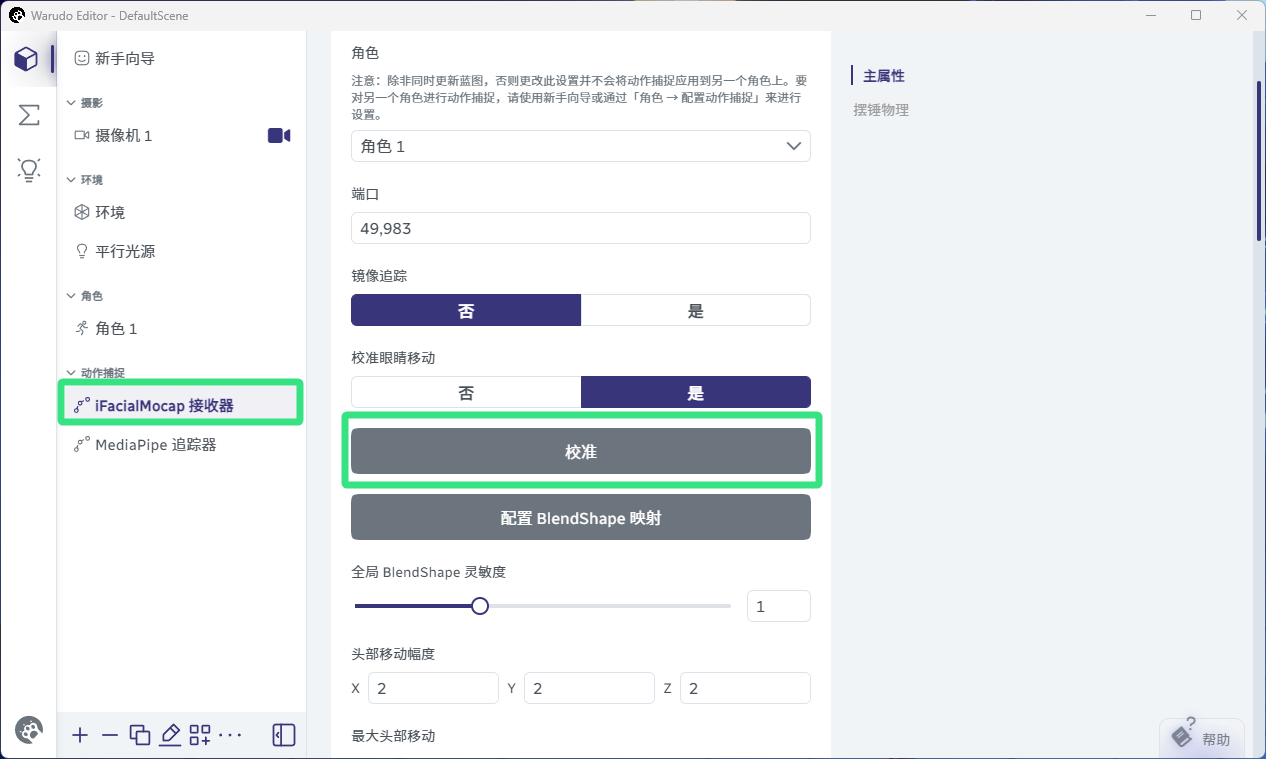 Warudo Editor - DefaultScene
新手向导
摄影
摄像机 1
环境
环境
平行光源
角色
角色 1
动作捕捉
iFacialMocap 接收器
MediaPipe 追踪器
角色
注意：除非同时更新蓝图，否则更改此设置并不会将动作捕捉应用到另一个角色上。要
对另一个角色进行动作捕捉，请使用新手向导或通过「角色 → 配置动作捕捉」来进行
设置。
角色 1
端口
49,983
镜像追踪
否 是
校准眼睛移动
否 是
校准
配置 BlendShape 映射
全局 BlendShape 灵敏度
1
头部移动幅度
X 2 Y 2 Z 2
最大头部移动
主属性
摆锤物理
帮助